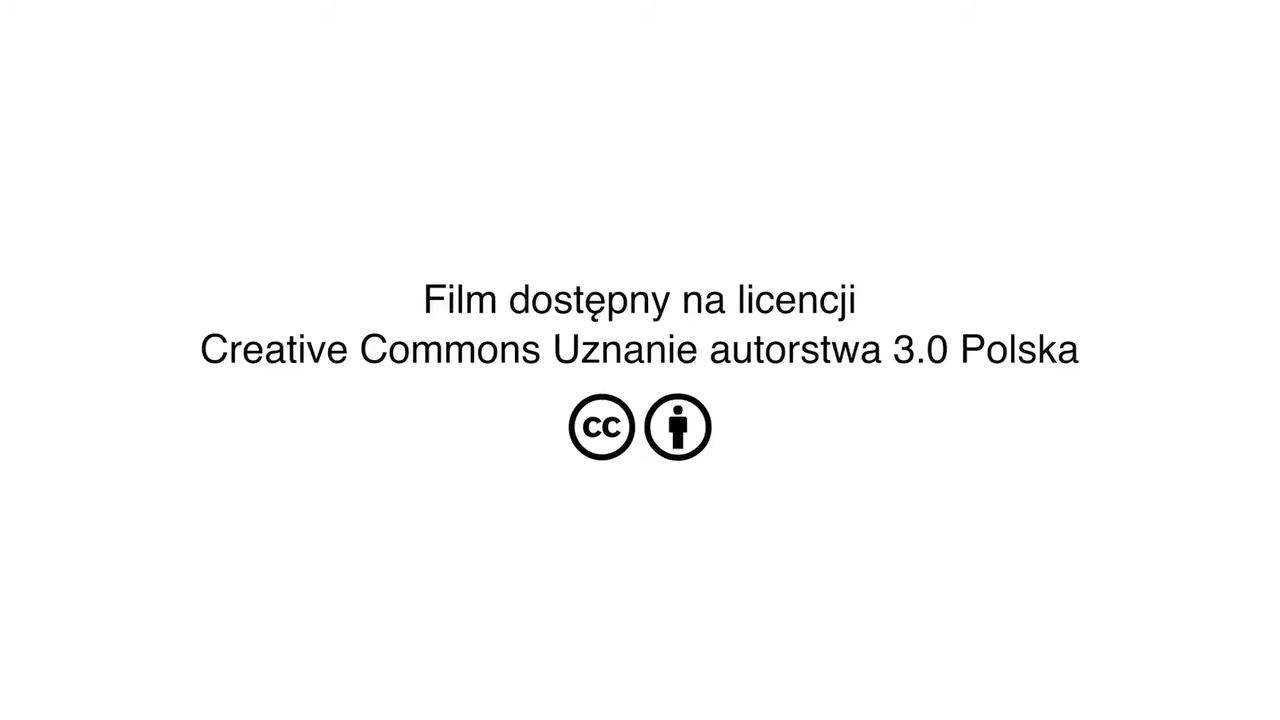 Film dostępny na licencji
Creative Commons Uznanie autorstwa 3.0 Polska
cc